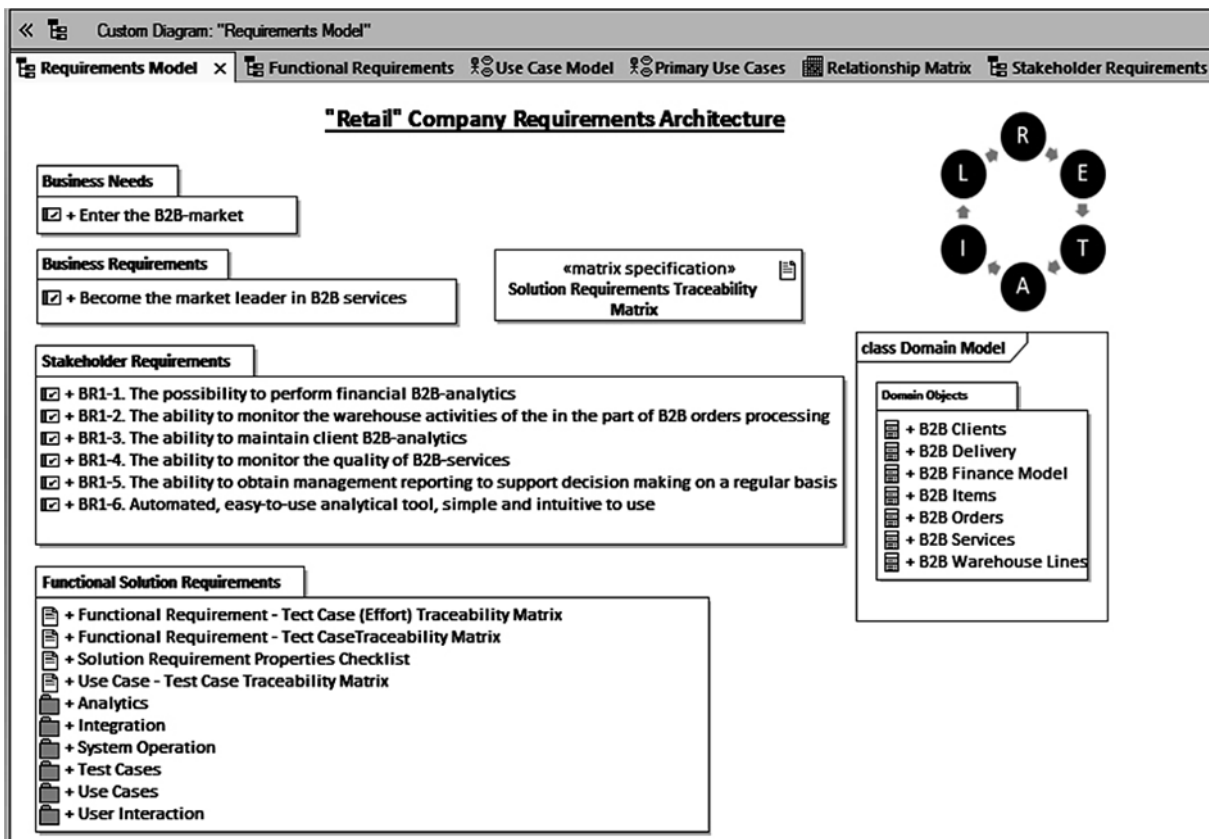 « Custom Diagram: "Requirements Model"
Requirements Model × Functional Requirements Use Case Model Primary Use Cases Relationship Matrix Stakeholder Requirements
"Retail" Company Requirements Architecture
R
E
T
A
I
L
Business Needs
+ Enter the B2B-market
Business Requirements
+ Become the market leader in B2B services
«matrix specification»
Solution Requirements Traceability
Matrix
Stakeholder Requirements
+ BR1-1. The possibility to perform financial B2B-analytics
+ BR1-2. The ability to monitor the warehouse activities of the in the part of B2B orders processing
+ BR1-3. The ability to maintain client B2B-analytics
+ BR1-4. The ability to monitor the quality of B2B-services
+ BR1-5. The ability to obtain management reporting to support decision making on a regular basis
+ BR1-6. Automated, easy-to-use analytical tool, simple and intuitive to use
class Domain Model
Domain Objects
+ B2B Clients
+ B2B Delivery
+ B2B Finance Model
+ B2B Items
+ B2B Orders
+ B2B Services
+ B2B Warehouse Lines
Functional Solution Requirements
+ Functional Requirement - Tect Case (Effort) Traceability Matrix
+ Functional Requirement - Tect CaseTraceability Matrix
+ Solution Requirement Properties Checklist
+ Use Case - Test Case Traceability Matrix
+ Analytics
+ Integration
+ System Operation
+ Test Cases
+ Use Cases
+ User Interaction